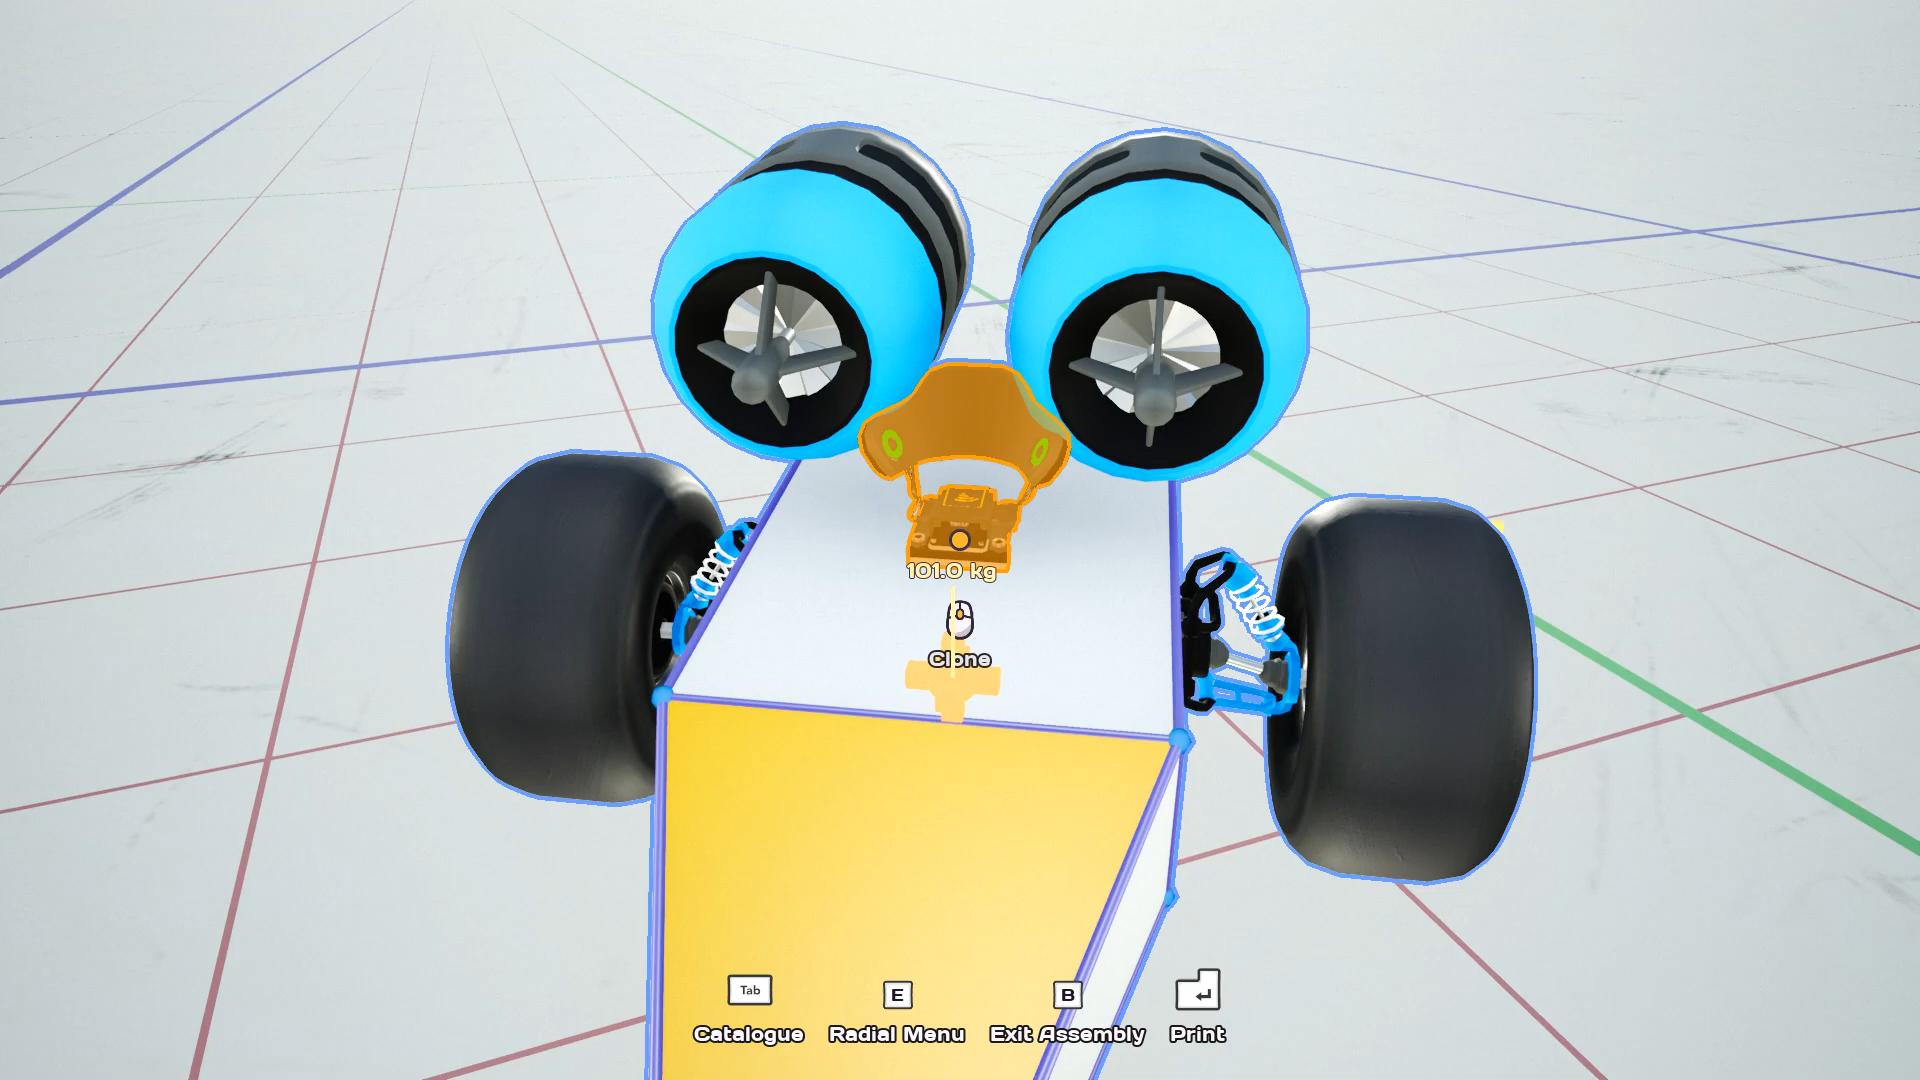 101.0 kg
Clone
Tab
E
B
Catalogue
Radial Menu
Exit Assembly
Print